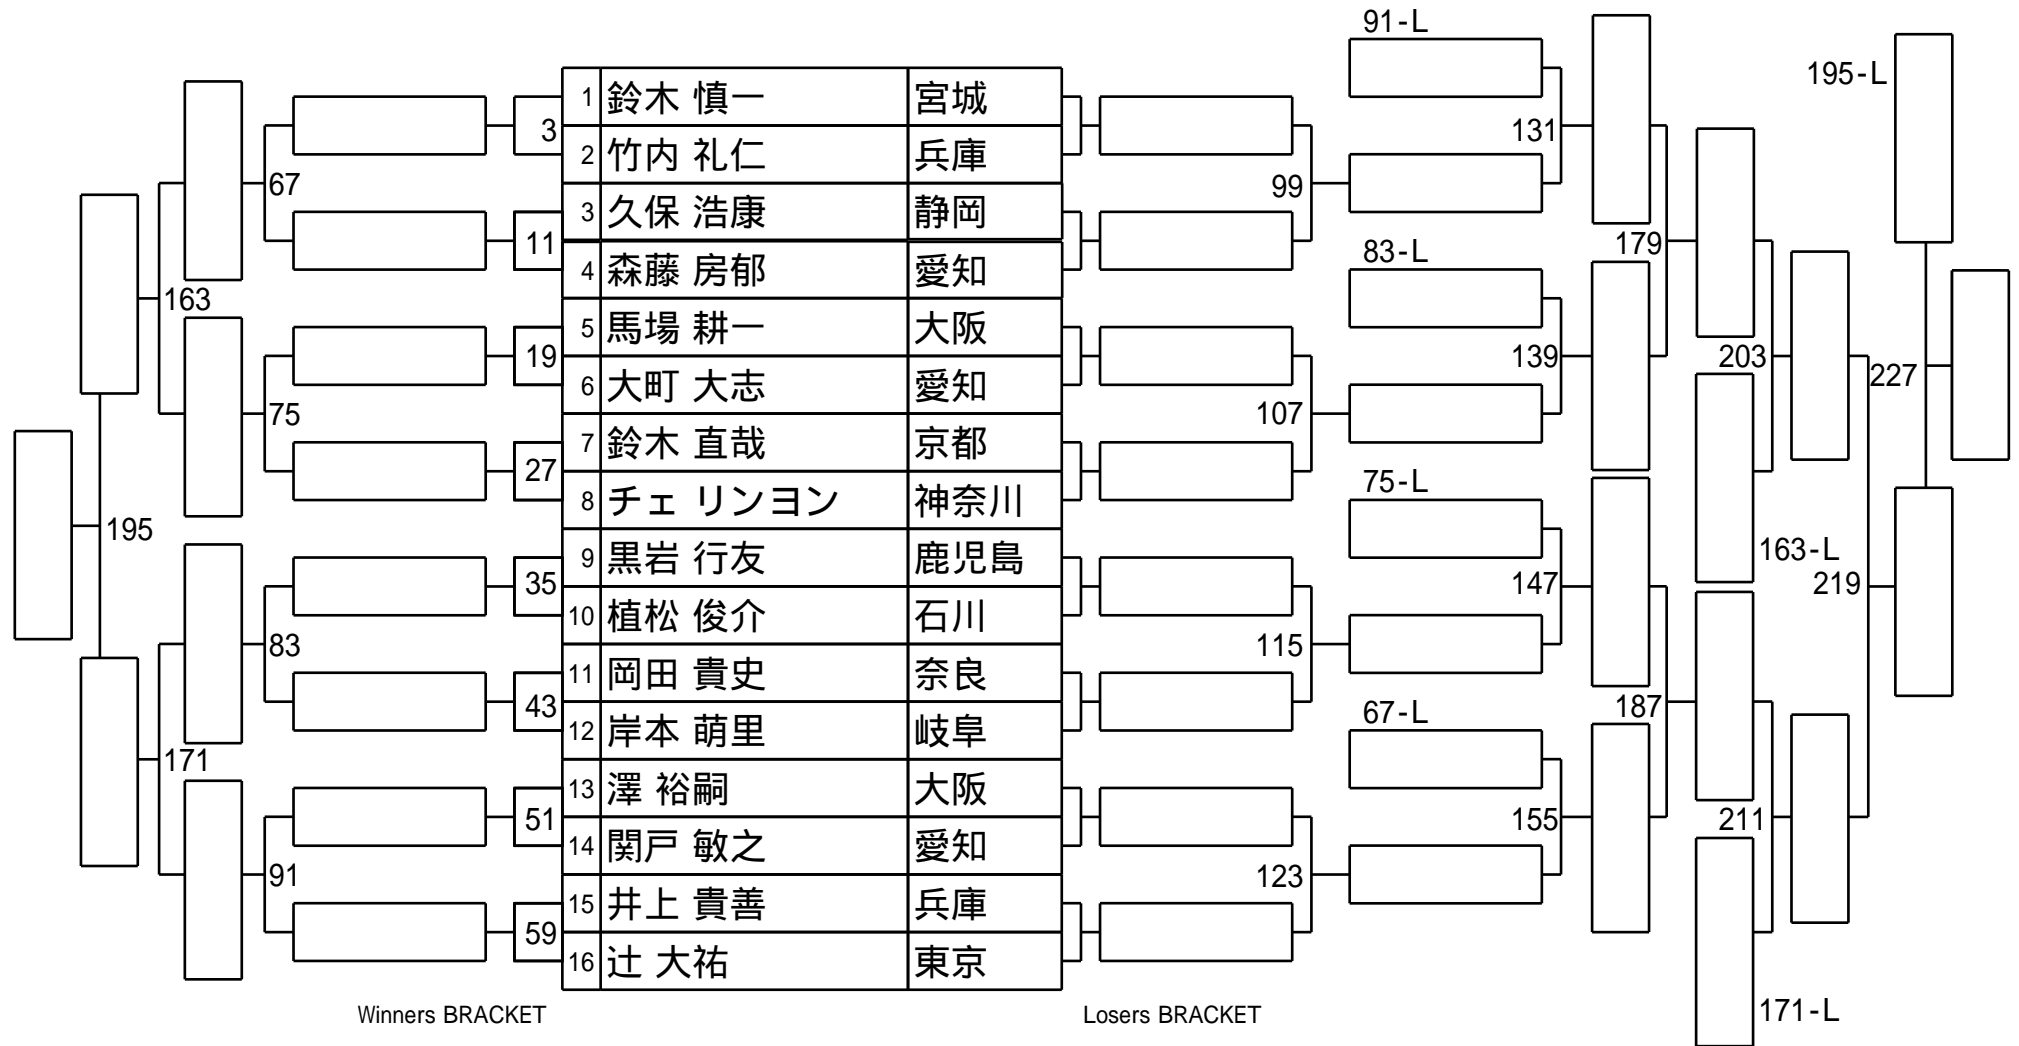 91-L
195-L
1 鈴木 慎一 宮城
3
131
2 竹内 礼仁 兵庫
67
99
3 久保 浩康 静岡
11
179
4 森藤 房郁 愛知
83-L
163
5 馬場 耕一 大阪
19
139
203
227
6 大町 大志 愛知
75
107
7 鈴木 直哉 京都
27
75-L
8 チェ リンヨン 神奈川
195
9 黒岩 行友 鹿児島
163-L
35
147
219
10 植松 俊介 石川
83
115
11 岡田 貴史 奈良
43
187
67-L
12 岸本 萌里 岐阜
171
13 澤 裕嗣 大阪
51
155
211
14 関戸 敏之 愛知
91
123
15 井上 貴善 兵庫
59
16 辻 大祐 東京
171-L
Winners BRACKET
Losers BRACKET